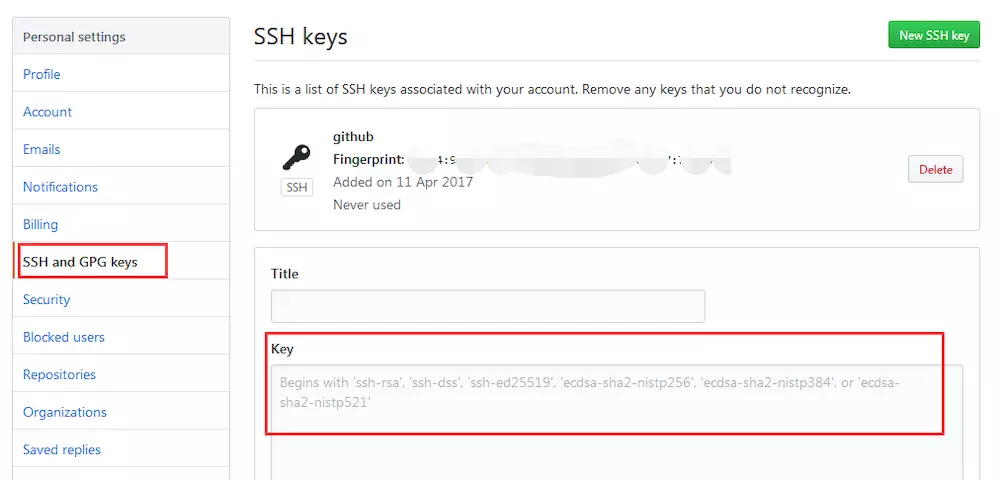 Personal settings
Profile
Account
Emails
Notifications
Billing
SSH and GPG keys
Security
Blocked users
Repositories
Organizations
Saved replies
SSH keys
New SSH key
This is a list of SSH keys associated with your account. Remove any keys that you do not recognize.
github
Fingerprint:
SSH
Added on 11 Apr 2017
Never used
Delete
Title
Key
Begins with 'ssh-rsa', 'ssh-dss', 'ssh-ed25519', 'ecdsa-sha2-nistp256', 'ecdsa-sha2-nistp384', or 'ecdsa-
sha2-nistp521'